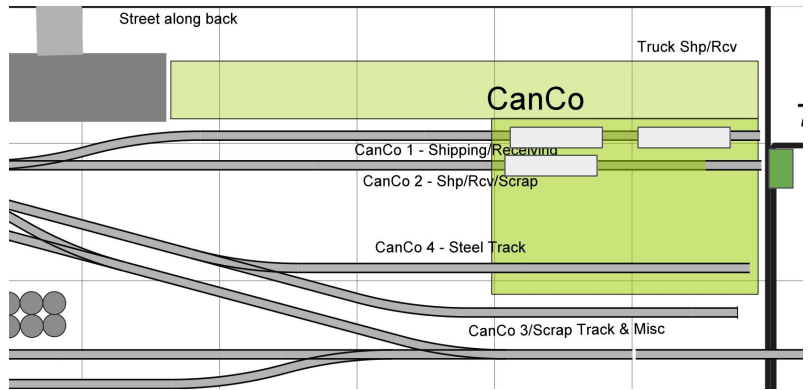 Street along back
Truck Shp/Rcv
CanCo
CanCo 1 - Shipping/Receiving
CanCo 2 - Shp/Rcv/Scrap
CanCo 4 - Steel Track
CanCo 3/Scrap Track & Misc